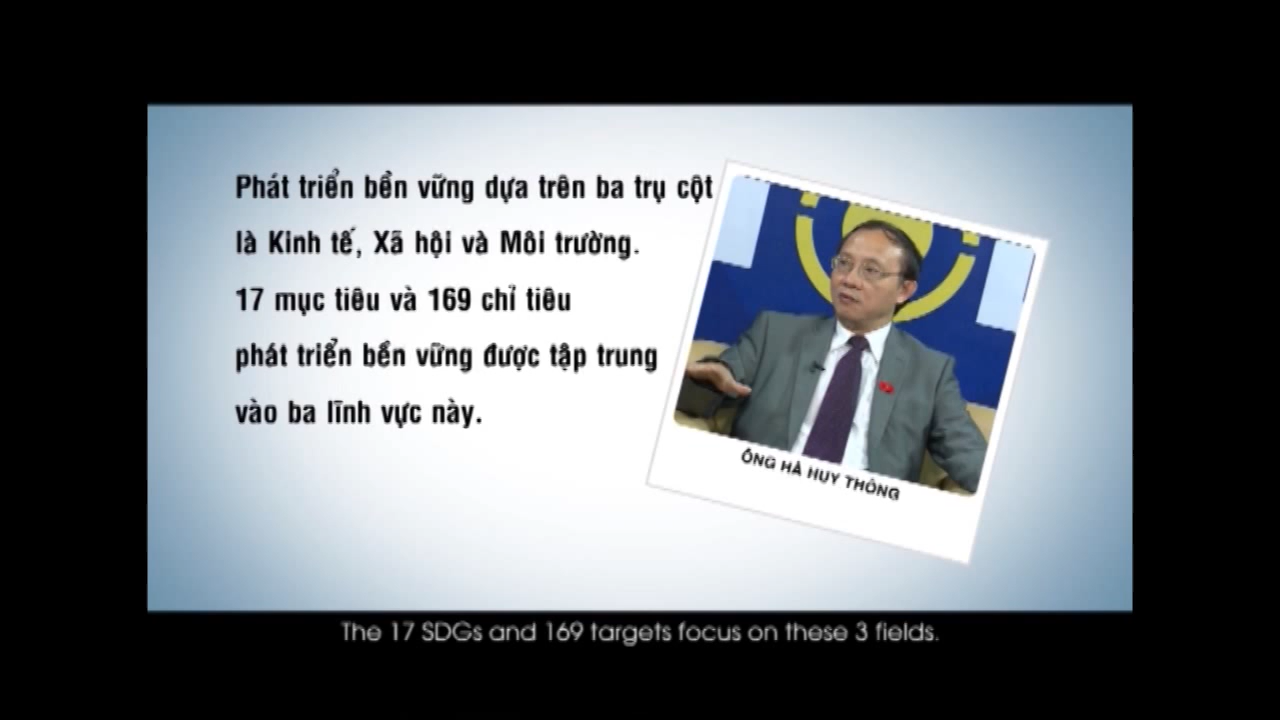 Phát triển bền vững dựa trên ba trụ cột
là Kinh tế, Xã hội và Môi trường.
17 mục tiêu và 169 chỉ tiêu
phát triển bền vững được tập trung
vào ba lĩnh vực này.
ÔNG HÀ HUY THÔNG
The 17 SDGs and 169 targets focus on these 3 fields.